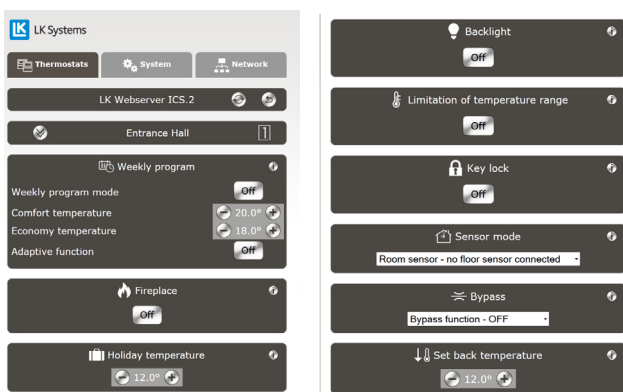 LK LK Systems
Thermostats System Network
LK Webserver ICS.2
Entrance Hall 1
Weekly program
Weekly program mode Off
Comfort temperature 20.0°
Economy temperature 18.0°
Adaptive function Off
Fireplace
Off
Holiday temperature
12.0°
Backlight
Off
Limitation of temperature range
Off
Key lock
Off
Sensor mode
Room sensor - no floor sensor connected
Bypass
Bypass function - OFF
Set back temperature
12.0°